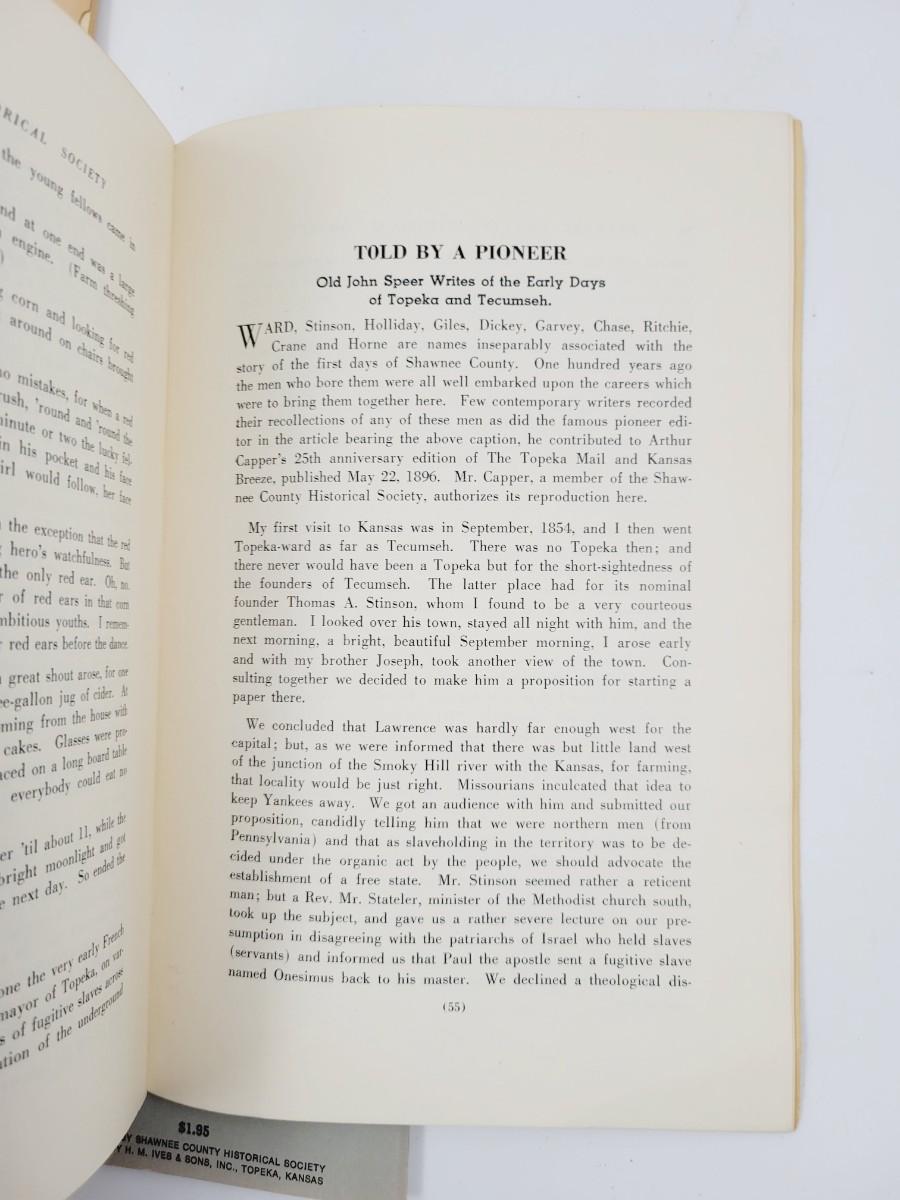 ORICAL SOCIETY
the young fellows came in
nd at one end was a large
engine. (Farm threshing
)
corn and looking for red
around on chairs brought
no mistakes, for when a red
rush, 'round and 'round the
minute or two the lucky fel-
in his pocket and his face
irl would follow, her face
the exception that the red
hero's watchfulness. But
the only red ear. Oh, no.
r of red ears in that corn
mbitious youths. I remem-
r red ears before the dance.
great shout arose, for one
ee-gallon jug of cider. At
oming from the house with
cakes. Glasses were pro-
aced on a long board table
everybody could eat no
er 'til about 11, while the
bright moonlight and got
e next day. So ended the
one the very early French
mayor of Topeka, on var-
s of fugitive slaves across
ation of the underground
TOLD BY A PIONEER
Old John Speer Writes of the Early Days
of Topeka and Tecumseh.
WARD, Stinson, Holliday, Giles, Dickey, Garvey, Chase, Ritchie,
Crane and Horne are names inseparably associated with the
story of the first days of Shawnee County. One hundred years ago
the men who bore them were all well embarked upon the careers which
were to bring them together here. Few contemporary writers recorded
their recollections of any of these men as did the famous pioneer edi-
tor in the article bearing the above caption, he contributed to Arthur
Capper's 25th anniversary edition of The Topeka Mail and Kansas
Breeze, published May 22, 1896. Mr. Capper, a member of the Shaw-
nee County Historical Society, authorizes its reproduction here.
My first visit to Kansas was in September, 1854, and I then went
Topeka-ward as far as Tecumseh. There was no Topeka then; and
there never would have been a Topeka but for the short-sightedness of
the founders of Tecumseh. The latter place had for its nominal
founder Thomas A. Stinson, whom I found to be a very courteous
gentleman. I looked over his town, stayed all night with him, and the
next morning, a bright, beautiful September morning, I arose early
and with my brother Joseph, took another view of the town. Con-
sulting together we decided to make him a proposition for starting a
paper there.
We concluded that Lawrence was hardly far enough west for the
capital; but, as we were informed that there was but little land west
of the junction of the Smoky Hill river with the Kansas, for farming,
that locality would be just right. Missourians inculcated that idea to
keep Yankees away. We got an audience with him and submitted our
proposition, candidly telling him that we were northern men (from
Pennsylvania) and that as slaveholding in the territory was to be de-
cided under the organic act by the people, we should advocate the
establishment of a free state. Mr. Stinson seemed rather a reticent
man; but a Rev. Mr. Stateler, minister of the Methodist church south,
took up the subject, and gave us a rather severe lecture on our pre-
sumption in disagreeing with the patriarchs of Israel who held slaves
(servants) and informed us that Paul the apostle sent a fugitive slave
named Onesimus back to his master. We declined a theological dis-
(55)
$1.95
BY SHAWNEE COUNTY HISTORICAL SOCIETY
Y H. M. IVES & SONS, INC., TOPEKA, KANSAS